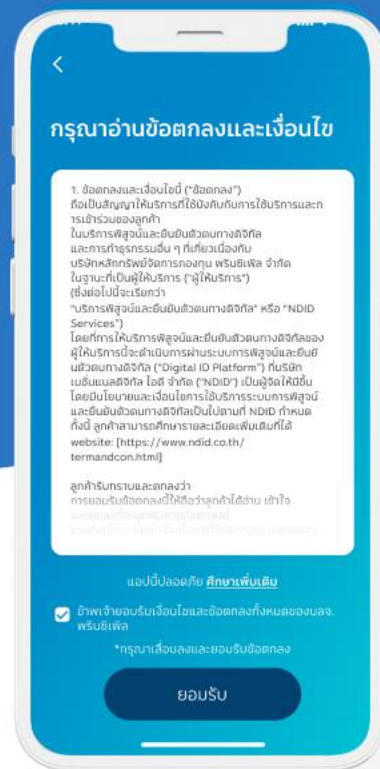 กรุณาอ่านข้อตกลงและเงื่อนไข
1. ข้อตกลงและเงื่อนไขนี้ ("ข้อตกลง")
ถือเป็นสัญญาให้บริการที่ใช้บังคับกับการใช้บริการและก
ารเข้าร่วมของลูกค้า
ในบริการพิสูจน์และยืนยันตัวตนทางดิจิทัล
และการทำธุรกรรมอื่น ๆ ที่เกี่ยวเนื่องกับ
บริษัทหลักทรัพย์จัดการกองทุน พรินซิเพิล จำกัด
ในฐานะที่เป็นผู้ให้บริการ ("ผู้ให้บริการ")
(ซึ่งต่อไปนี้จะเรียกว่า
"บริการพิสูจน์และยืนยันตัวตนทางดิจิทัล" หรือ "NDID
Services")
โดยที่การให้บริการพิสูจน์และยืนยันตัวตนทางดิจิทัลของ
ผู้ให้บริการนี้จะดำเนินการผ่านระบบการพิสูจน์และยืนยั
นตัวตนทางดิจิทัล ("Digital ID Platform") ที่บริษัท
เนชั่นแนลดิจิทัล ไอดี จำกัด ("NDID") เป็นผู้จัดให้มีขึ้น
โดยมีนโยบายและเงื่อนไขการใช้บริการระบบการพิสูจน์
และยืนยันตัวตนทางดิจิทัลเป็นไปตามที่ NDID กำหนด
ทั้งนี้ ลูกค้าสามารถศึกษารายละเอียดเพิ่มเติมที่ได้
website: [https://www.ndid.co.th/
termandcon.html]
ลูกค้ารับทราบและตกลงว่า
การยอมรับข้อตกลงนี้ให้ถือว่าลูกค้าได้อ่าน เข้าใจ
แอปนี้ปลอดภัย ศึกษาเพิ่มเติม
ข้าพเจ้ายอมรับเงื่อนไขและข้อตกลงทั้งหมดของบลจ.
พรินซิเพิล
*กรุณาเลื่อนลงและยอมรับข้อตกลง
ยอมรับ